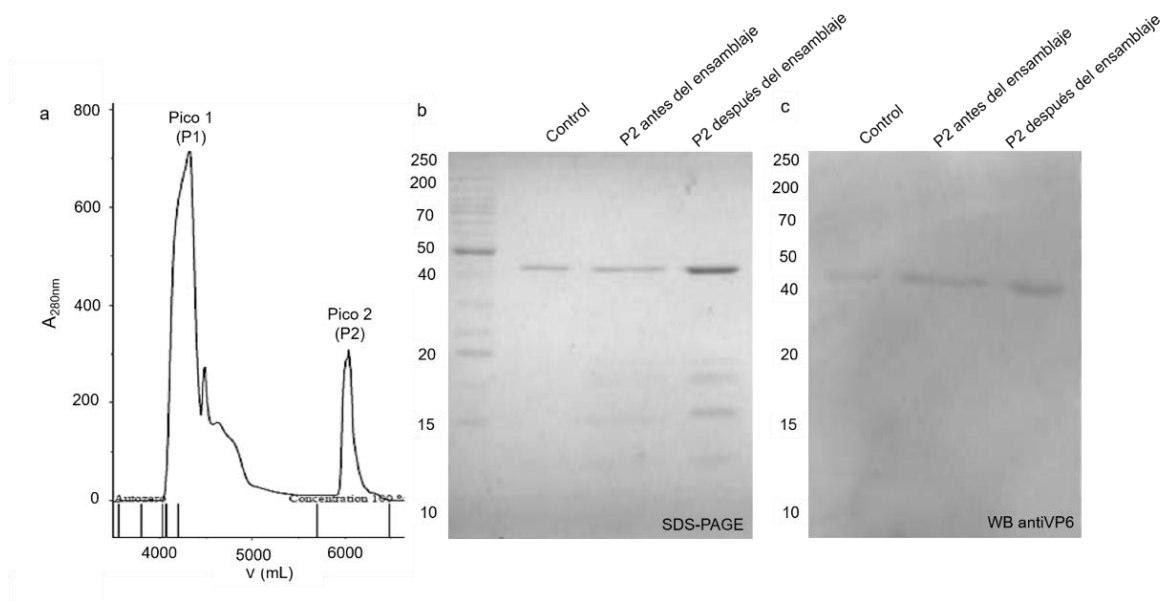 a
800
600
400
200
0
A280nm
Pico 1
(P1)
Pico 2
(P2)
Autozero
Concentration 100
4000
5000
6000
V (mL)
b
Control
P2 antes del ensamblaje
P2 después del ensamblaje
250
200
70
50
40
20
15
10
SDS-PAGE
c
Control
P2 antes del ensamblaje
P2 después del ensamblaje
250
200
70
50
40
20
15
10
WB antiVP6